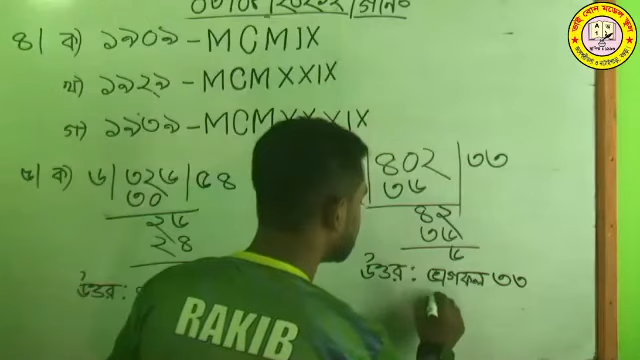 ৪| ক) ১৯০৯ - MCMIX
খ) ১৯২৯ - MCMXXIX
গ) ১৯৩৯ - MCMXXXIX
৫| ক) ৬| ৩২৬ |৫৪
৩০
২৬
২৪
উত্তর:
৪০২ |৩৩
৩৬
৪২
৩৬
৬
উত্তর: ভাগফল ৩৩
RAKIB